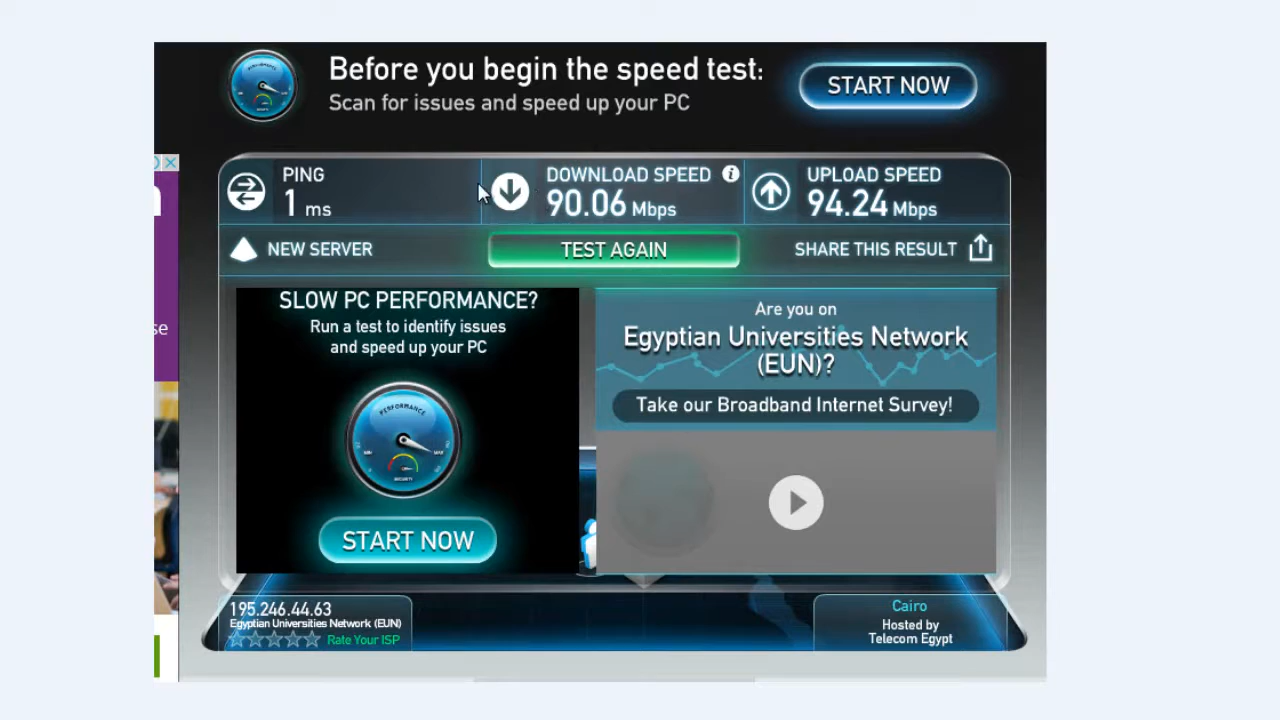 Before you begin the speed test:
Scan for issues and speed up your PC
START NOW
PING
1 ms
DOWNLOAD SPEED
90.06 Mbps
UPLOAD SPEED
94.24 Mbps
NEW SERVER
TEST AGAIN
SHARE THIS RESULT
SLOW PC PERFORMANCE?
Run a test to identify issues
and speed up your PC
PERFORMANCE
MIN
MAX
SECURITY
START NOW
Are you on
Egyptian Universities Network
(EUN)?
Take our Broadband Internet Survey!
195.246.44.63
Egyptian Universities Network (EUN)
Rate Your ISP
Cairo
Hosted by
Telecom Egypt